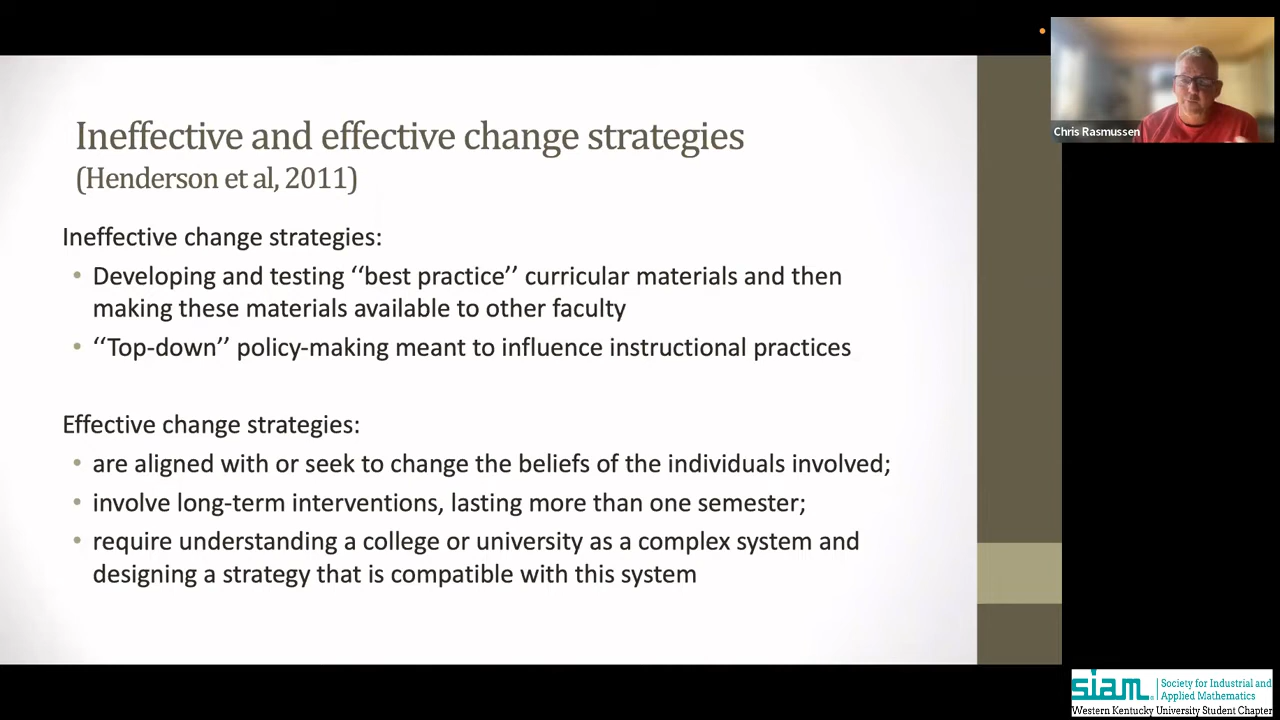 Ineffective and effective change strategies
(Henderson et al, 2011)
Ineffective change strategies:
• Developing and testing ‘‘best practice’’ curricular materials and then
making these materials available to other faculty
• ‘‘Top-down’’ policy-making meant to influence instructional practices
Effective change strategies:
• are aligned with or seek to change the beliefs of the individuals involved;
• involve long-term interventions, lasting more than one semester;
• require understanding a college or university as a complex system and
designing a strategy that is compatible with this system
Chris Rasmussen
siam. Society for Industrial and
Applied Mathematics
Western Kentucky University Student Chapter